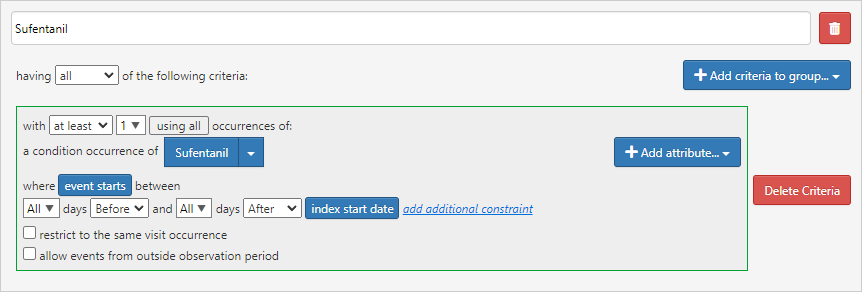 Sufentanil
having all of the following criteria: Add criteria to group...
with at least 1 using all occurrences of:
a condition occurrence of Sufentanil Add attribute...
where event starts between
All days Before and All days After index start date add additional constraint
Delete Criteria
restrict to the same visit occurrence
allow events from outside observation period